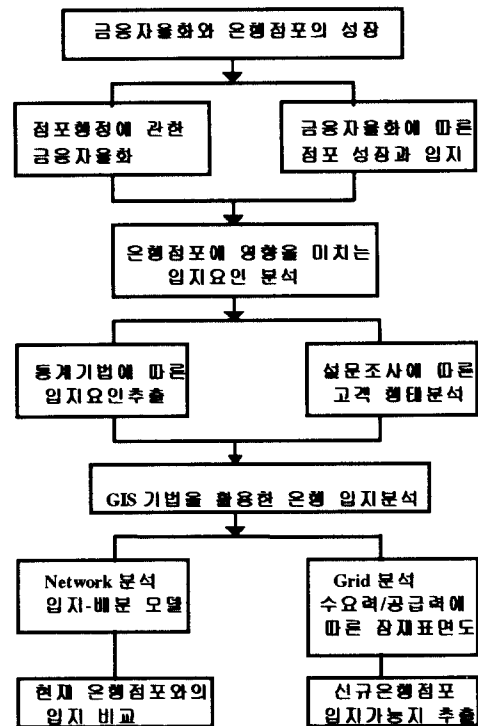 금융자율화와 은행점포의 성장
점포행정에 관한
금융자율화
금융자율화에 따른
점포 성장과 입지
은행점포에 영향을 미치는
입지요인 분석
통계기법에 따른
입지요인추출
설문조사에 따른
고객 행태분석
GIS 기법을 활용한 은행 입지분석
Network 분석
입지-배분 모델
Grid 분석
수요력/공급력에
따른 잠재표면도
현재 은행점포와의
입지 비교
신규은행점포
입지가능지 추출